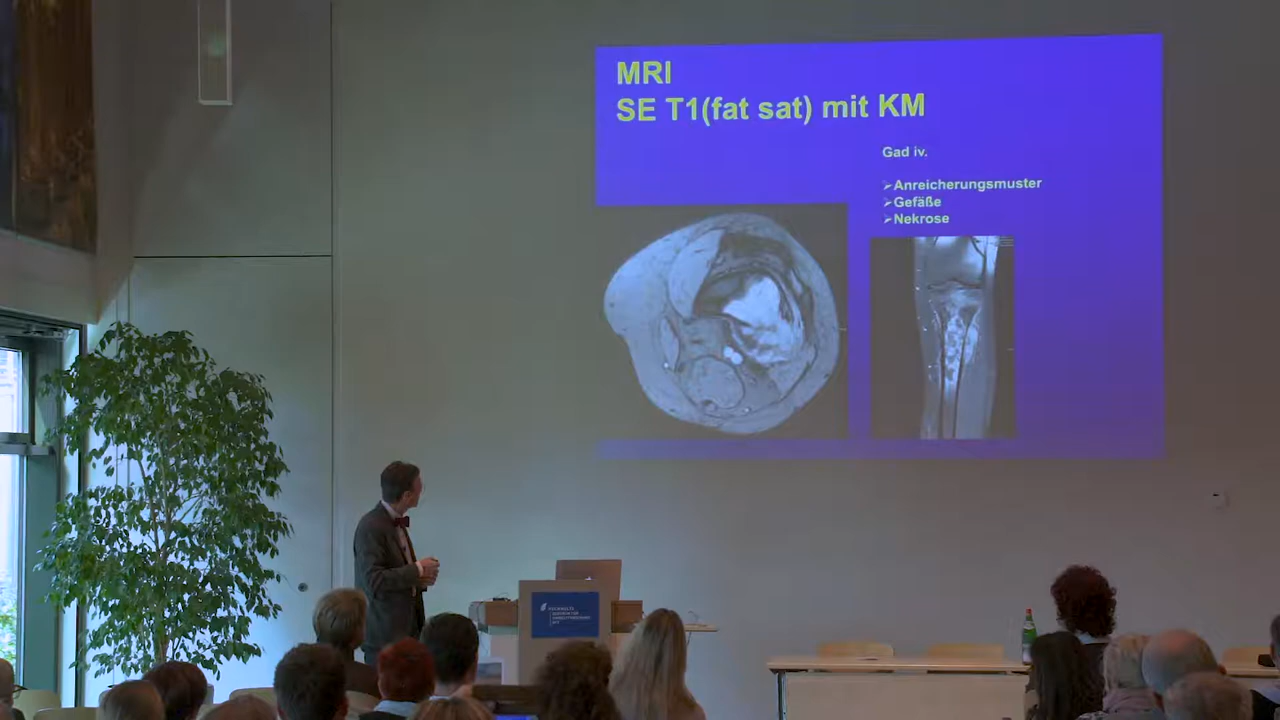 MRI
SE T1(fat sat) mit KM
Gad iv.
➢Anreicherungsmuster
➢Gefäße
➢Nekrose